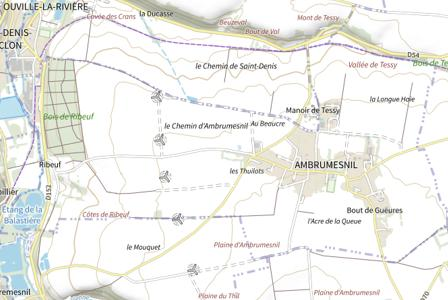 OUVILLE-LA-RIVIÈRE
Cavée des Crans
la Ducasse
Beuzeval
Bout de Val
Mont de Tessy
-DENIS-
CLON
D54
le Chemin de Saint-Denis
Vallée de Tessy
Bois de Te
la Longue Haie
Manoir de Tessy
Bois de Ribeuf
le Chemin d'Ambrumesnil
Au Beaucre
Ribeuf
AMBRUMESNIL
les Thuilots
D152
Étang de la
Balastière
Côtes de Ribeuf
Bout de Gueures
l'Acre de la Queue
le Mouquet
Plaine d'Ambrumesnil
Plaine du Thil
Plaine d'Ambrumesnil